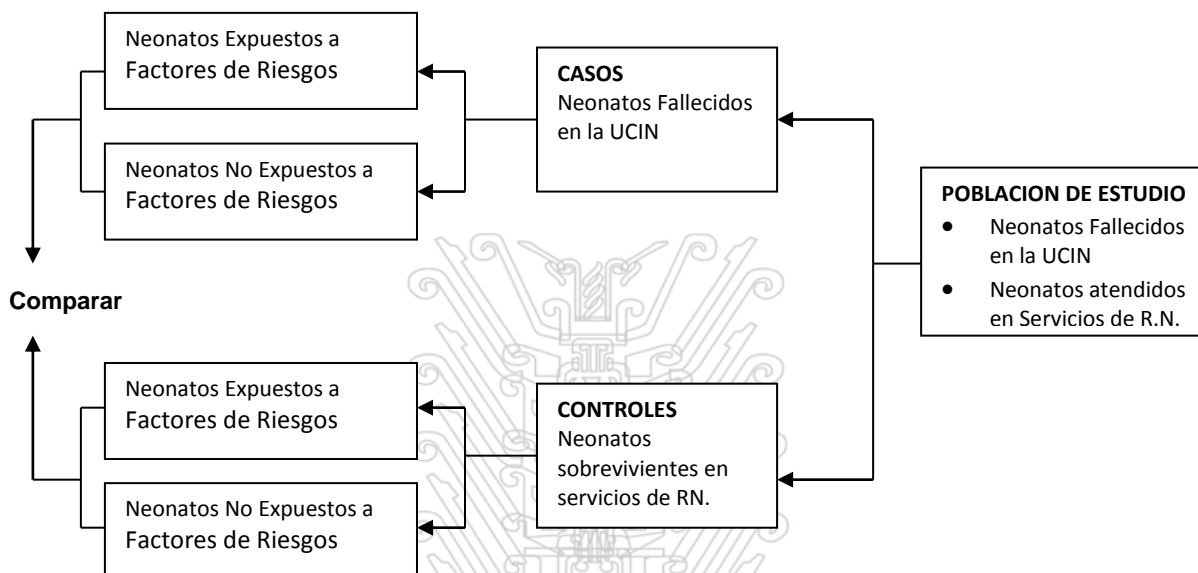 Neonatos Expuestos a
Factores de Riesgos
Neonatos No Expuestos a
Factores de Riesgos
CASOS
Neonatos Fallecidos
en la UCIN
POBLACION DE ESTUDIO
• Neonatos Fallecidos
en la UCIN
• Neonatos atendidos
en Servicios de R.N.
Comparar
Neonatos Expuestos a
Factores de Riesgos
Neonatos No Expuestos a
Factores de Riesgos
CONTROLES
Neonatos
sobrevivientes en
servicios de RN.